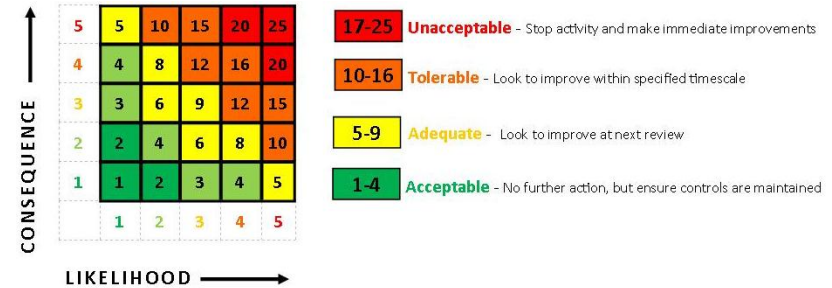 CONSEQUENCE
5 5 10 15 20 25
4 4 8 12 16 20
3 3 6 9 12 15
2 2 4 6 8 10
1 1 2 3 4 5
1 2 3 4 5
LIKELIHOOD
17-25 Unacceptable - Stop activity and make immediate improvements
10-16 Tolerable - Look to improve within specified timescale
5-9 Adequate - Look to improve at next review
1-4 Acceptable - No further action, but ensure controls are maintained